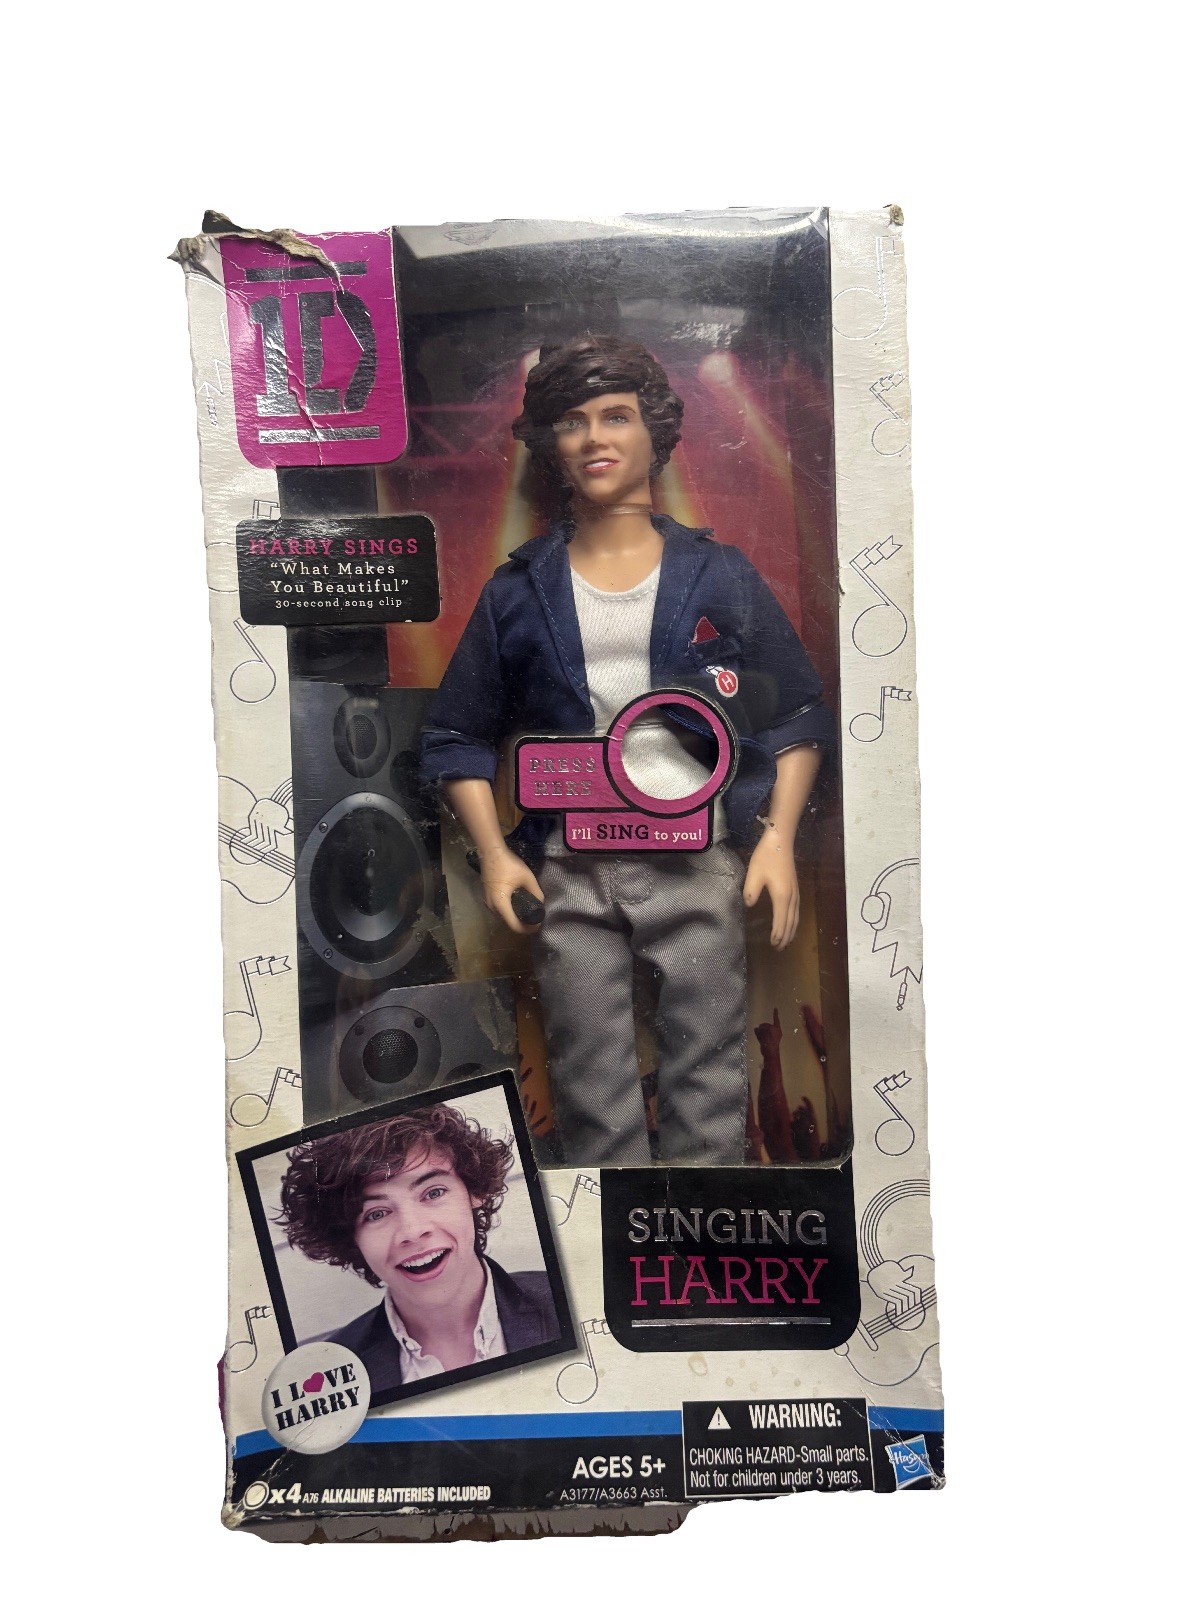 1D
HARRY SINGS
"What Makes
You Beautiful"
30-second song clip
H
PRESS
HERE
I'll SING to you!
SINGING
HARRY
I LOVE
HARRY
WARNING:
CHOKING HAZARD-Small parts.
Not for children under 3 years.
Hasbro
AGES 5+
A3177/A3663 Asst.
x4 A76 ALKALINE BATTERIES INCLUDED